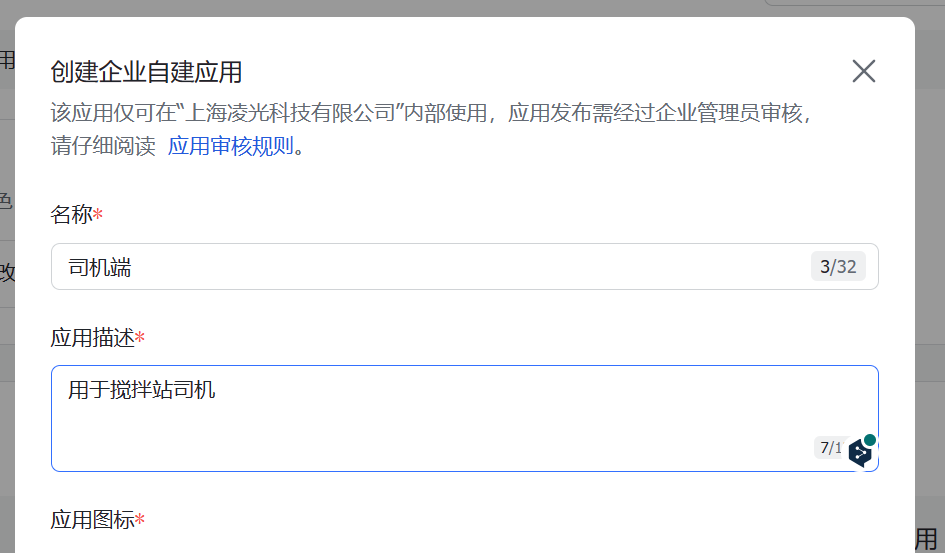 创建企业自建应用
该应用仅可在“上海凌光科技有限公司”内部使用，应用发布需经过企业管理员审核，
请仔细阅读 应用审核规则。
名称*
司机端
3/32
应用描述*
用于搅拌站司机
7/1
应用图标*
用
色
改
用